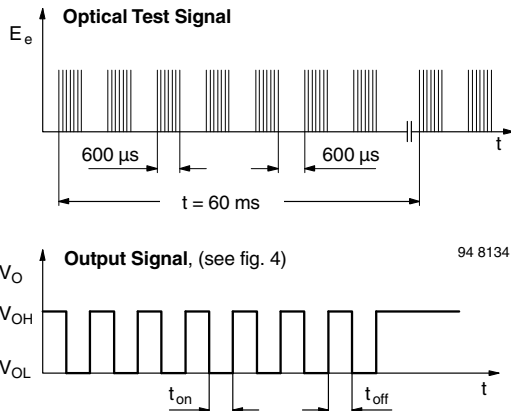 Optical Test Signal
E e
600 µs
600 µs
t
t = 60 ms
94 8134
Output Signal, (see fig. 4)
VO
VOH
VOL
t
ton
toff